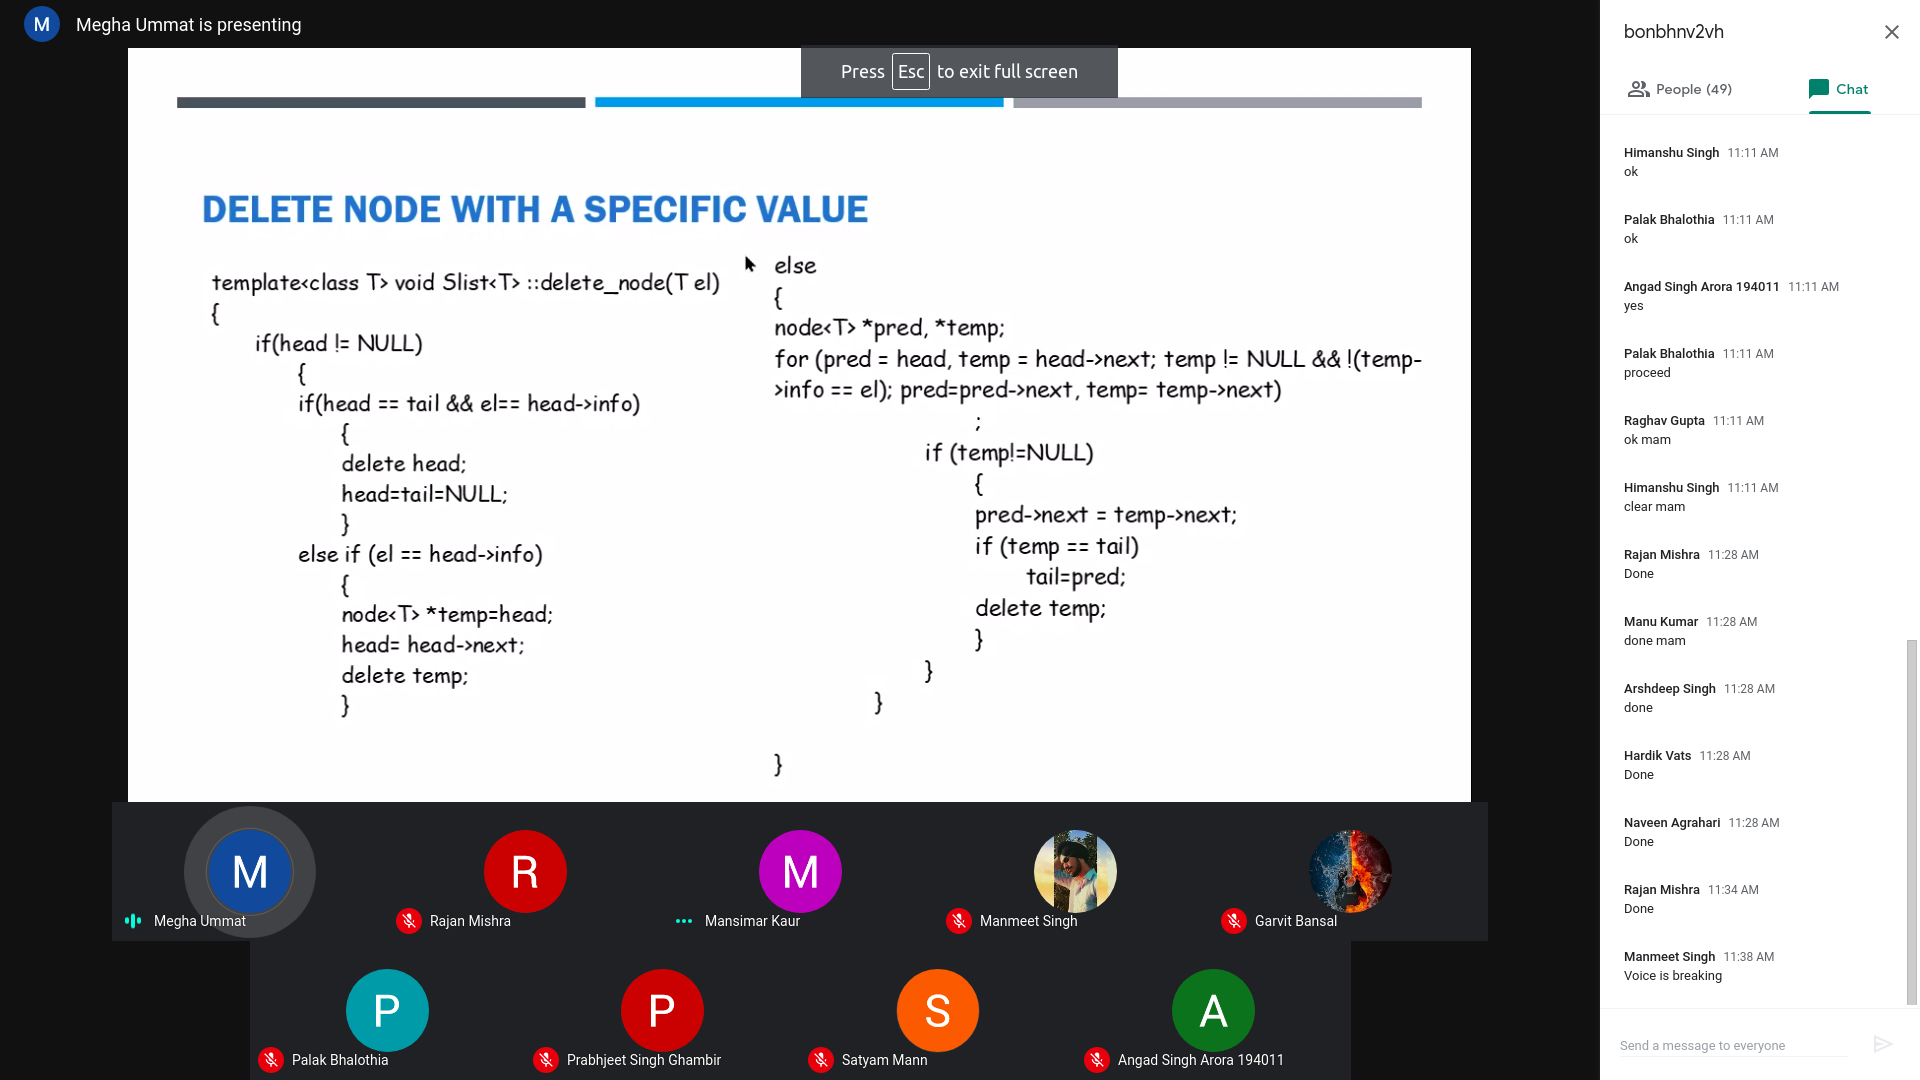 M Megha Ummat is presenting
Press Esc to exit full screen
DELETE NODE WITH A SPECIFIC VALUE
template<class T> void Slist<T> ::delete_node(T el)
{
if(head != NULL)
{
if(head == tail && el== head->info)
{
delete head;
head=tail=NULL;
}
else if (el == head->info)
{
node<T> *temp=head;
head= head->next;
delete temp;
}
else
{
node<T> *pred, *temp;
for (pred = head, temp = head->next; temp != NULL && !(temp-
>info == el); pred=pred->next, temp= temp->next)
;
if (temp!=NULL)
{
pred->next = temp->next;
if (temp == tail)
tail=pred;
delete temp;
}
}
}
}
M
Megha Ummat
R
Rajan Mishra
M
Mansimar Kaur
Manmeet Singh
Garvit Bansal
P
Palak Bhalothia
P
Prabhjeet Singh Ghambir
S
Satyam Mann
A
Angad Singh Arora 194011
bonbhnv2vh
People (49)
Chat
Himanshu Singh 11:11 AM
ok
Palak Bhalothia 11:11 AM
ok
Angad Singh Arora 194011 11:11 AM
yes
Palak Bhalothia 11:11 AM
proceed
Raghav Gupta 11:11 AM
ok mam
Himanshu Singh 11:11 AM
clear mam
Rajan Mishra 11:28 AM
Done
Manu Kumar 11:28 AM
done mam
Arshdeep Singh 11:28 AM
done
Hardik Vats 11:28 AM
Done
Naveen Agrahari 11:28 AM
Done
Rajan Mishra 11:34 AM
Done
Manmeet Singh 11:38 AM
Voice is breaking
Send a message to everyone